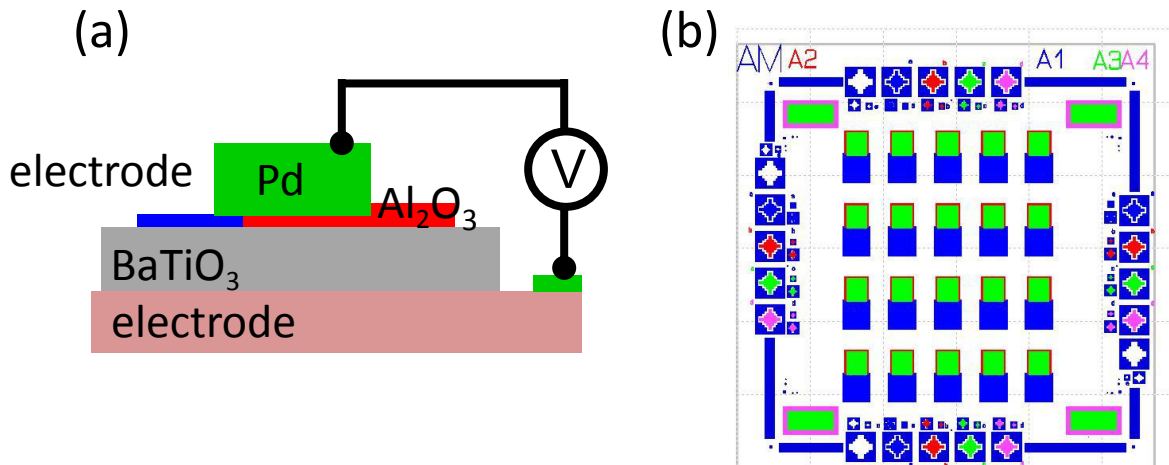 (a)
electrode
Pd
Al₂O₃
V
BaTiO₃
electrode
(b)
AM A2 A1 A3 A4